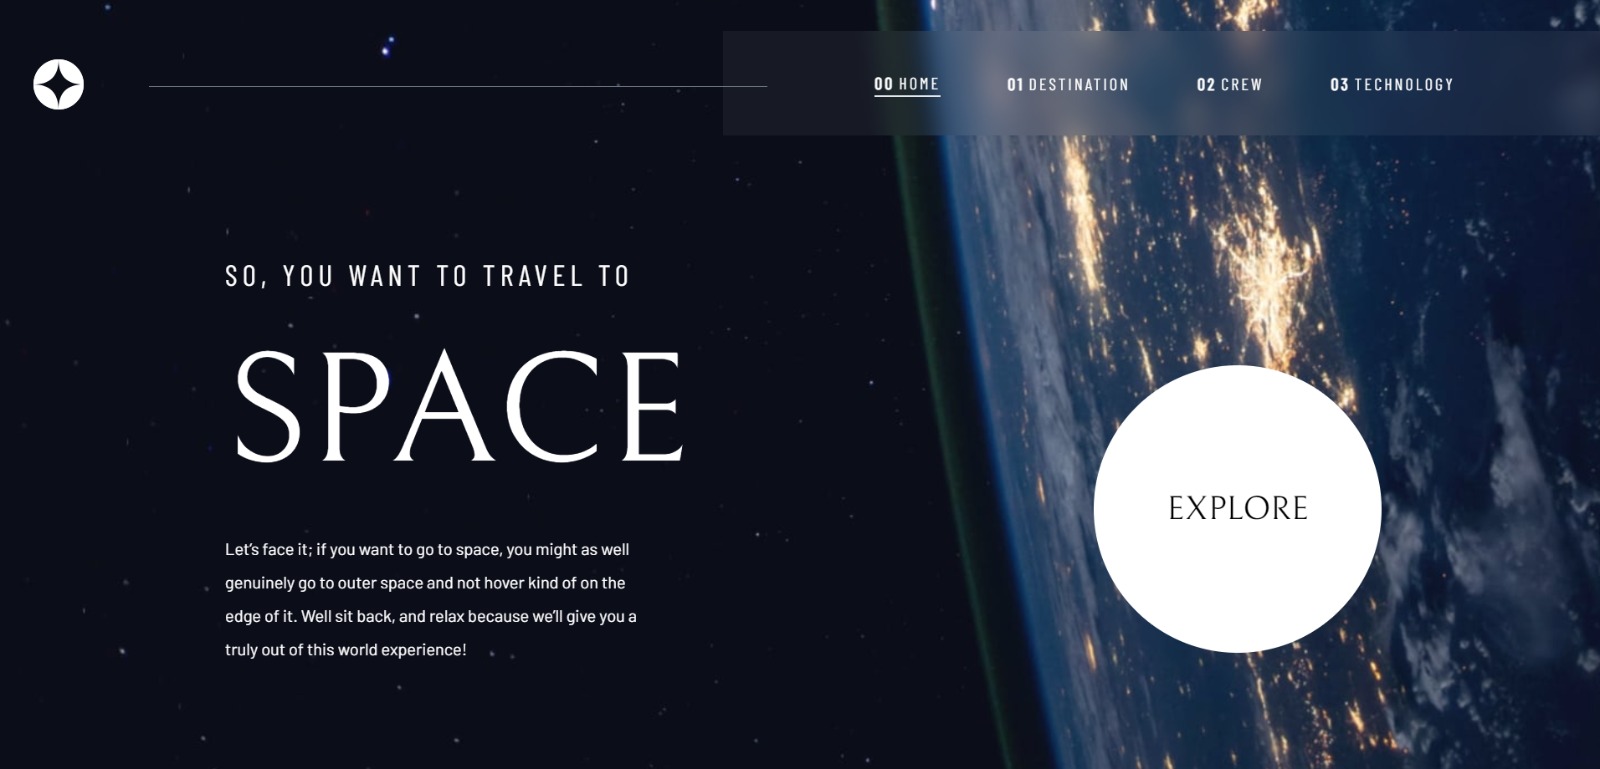 00 HOME 01 DESTINATION 02 CREW 03 TECHNOLOGY
SO, YOU WANT TO TRAVEL TO
SPACE
Let’s face it; if you want to go to space, you might as well
genuinely go to outer space and not hover kind of on the
edge of it. Well sit back, and relax because we’ll give you a
truly out of this world experience!
EXPLORE